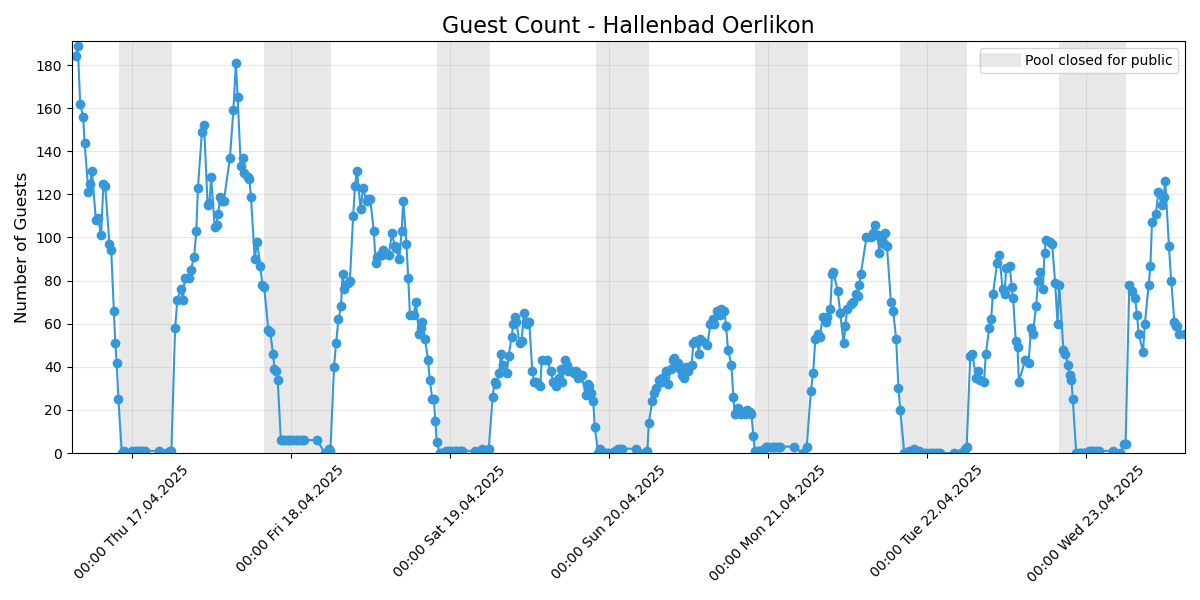 Guest Count - Hallenbad Oerlikon
Pool closed for public
Number of Guests
180
160
140
120
100
80
60
40
20
0
00:00 Thu 17.04.2025
00:00 Fri 18.04.2025
00:00 Sat 19.04.2025
00:00 Sun 20.04.2025
00:00 Mon 21.04.2025
00:00 Tue 22.04.2025
00:00 Wed 23.04.2025